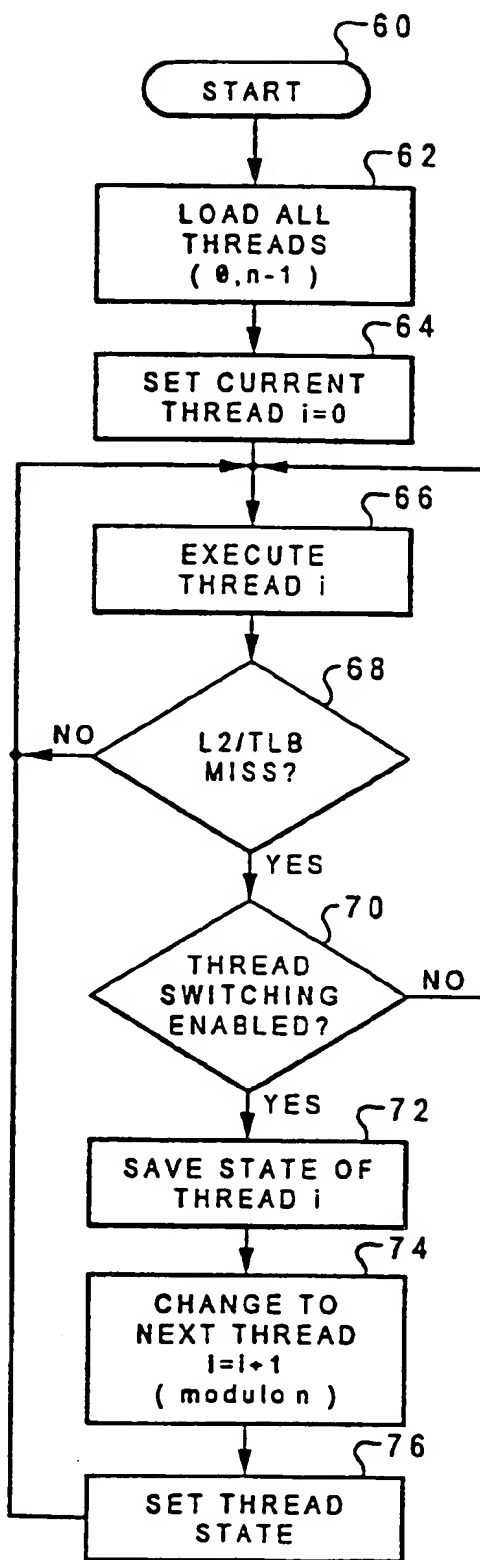 60
START
62
LOAD ALL
THREADS
( 0,n-1 )
64
SET CURRENT
THREAD i=0
66
EXECUTE
THREAD i
68
L2/TLB
MISS?
NO
YES
70
THREAD
SWITCHING
ENABLED?
NO
YES
72
SAVE STATE OF
THREAD i
74
CHANGE TO
NEXT THREAD
i=i+1
( modulo n )
76
SET THREAD
STATE